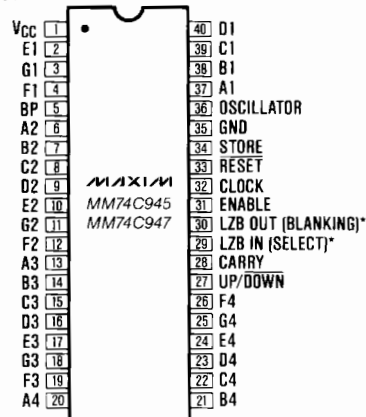 VCC 1 40 D1
E1 2 39 C1
G1 3 38 B1
F1 4 37 A1
BP 5 36 OSCILLATOR
A2 6 35 GND
B2 7 34 STORE
C2 8 33 RESET
D2 9 MAXIM 32 CLOCK
E2 10 MM74C945 31 ENABLE
G2 11 MM74C947 30 LZB OUT (BLANKING)*
F2 12 29 LZB IN (SELECT)*
A3 13 28 CARRY
B3 14 27 UP/DOWN
C3 15 26 F4
D3 16 25 G4
E3 17 24 E4
G3 18 23 D4
F3 19 22 C4
A4 20 21 B4